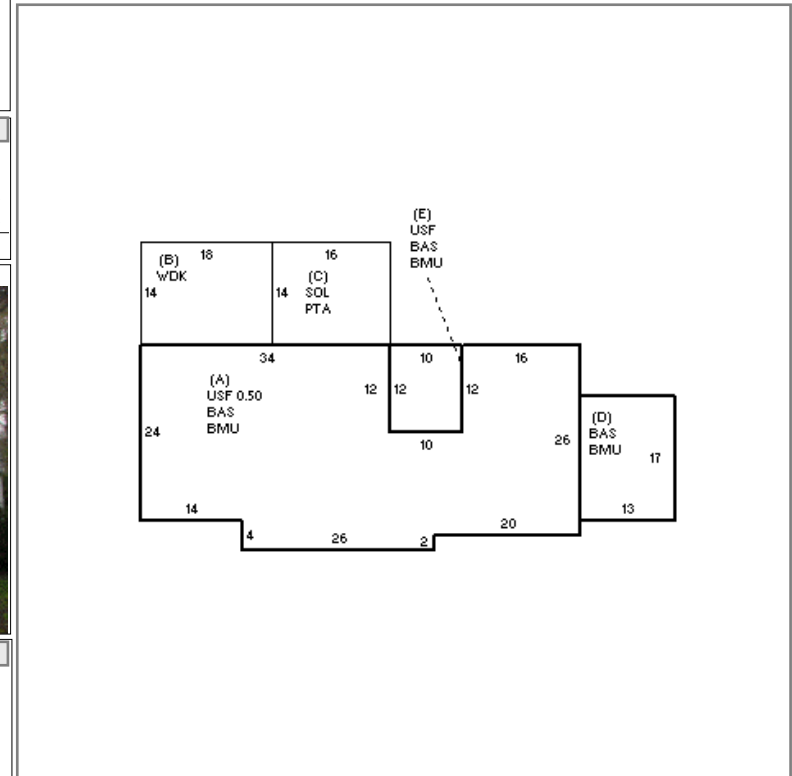 (E)
USF
BAS
BMU
(B) 18
WDK
14
16
(C)
14 SOL
PTA
34
10
16
(A)
USF 0.50
BAS
BMU
12
12
12
24
10
26
(D)
BAS
BMU
17
14
4
26
2
20
13